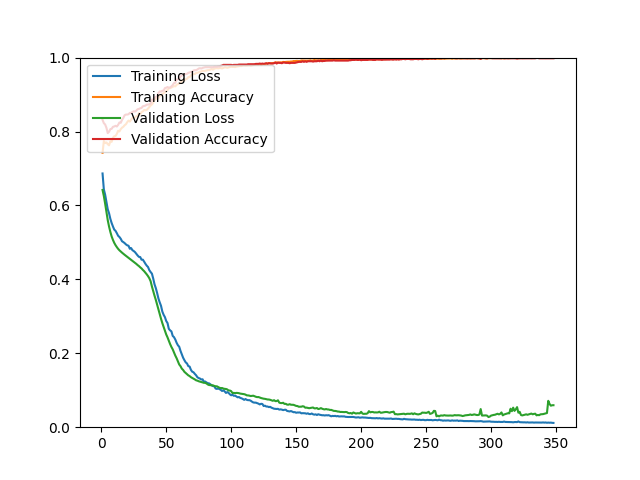 1.0
Training Loss
Training Accuracy
Validation Loss
Validation Accuracy
0.8
0.6
0.4
0.2
0.0
0 50 100 150 200 250 300 350